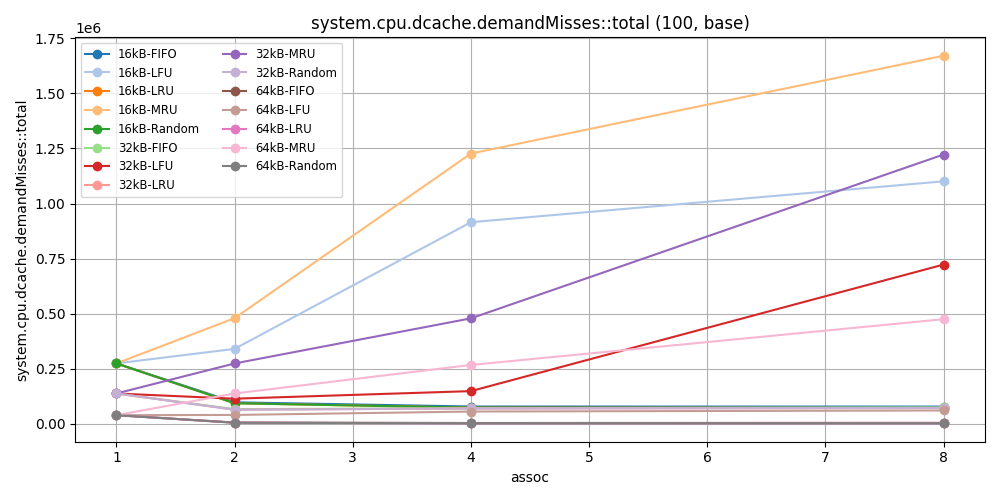 system.cpu.dcache.demandMisses::total (100, base)
1e6
1.75
1.50
1.25
1.00
0.75
0.50
0.25
0.00
system.cpu.dcache.demandMisses::total
16kB-FIFO
16kB-LFU
16kB-LRU
16kB-MRU
16kB-Random
32kB-FIFO
32kB-LFU
32kB-LRU
32kB-MRU
32kB-Random
64kB-FIFO
64kB-LFU
64kB-LRU
64kB-MRU
64kB-Random
1 2 3 4 5 6 7 8
assoc